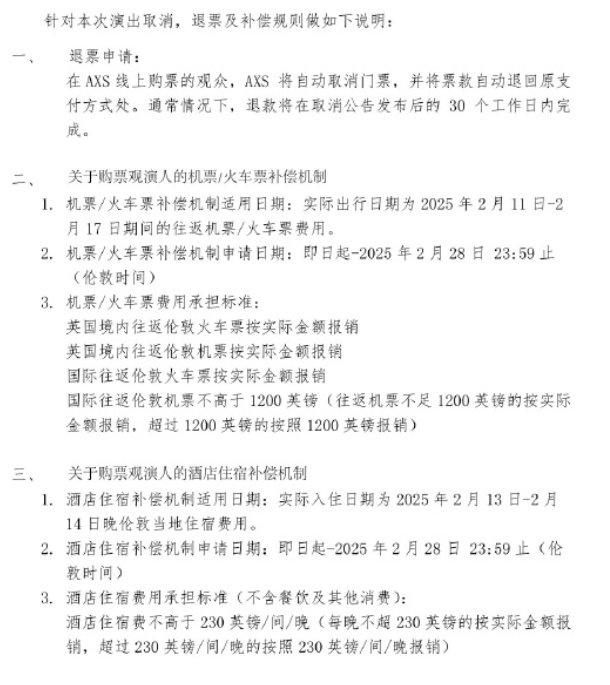 针对本次演出取消，退票及补偿规则做如下说明：
一、 退票申请：
在 AXS 线上购票的观众，AXS 将自动取消门票，并将票款自动退回原支
付方式处。通常情况下，退款将在取消公告发布后的 30 个工作日内完
成。
二、 关于购票观演人的机票/火车票补偿机制
1. 机票/火车票补偿机制适用日期：实际出行日期为 2025 年 2 月 11 日-2
月 17 日期间的往返机票/火车票费用。
2. 机票/火车票补偿机制申请日期：即日起-2025 年 2 月 28 日 23:59 止
（伦敦时间）
3. 机票/火车票费用承担标准：
英国境内往返伦敦火车票按实际金额报销
英国境内往返伦敦机票按实际金额报销
国际往返伦敦火车票按实际金额报销
国际往返伦敦机票不高于 1200 英镑（往返机票不足 1200 英镑的按实际
金额报销，超过 1200 英镑的按照 1200 英镑报销）
三、 关于购票观演人的酒店住宿补偿机制
1. 酒店住宿补偿机制适用日期：实际入住日期为 2025 年 2 月 13 日-2 月
14 日晚伦敦当地住宿费用。
2. 酒店住宿补偿机制申请日期：即日起-2025 年 2 月 28 日 23:59 止（伦
敦时间）
3. 酒店住宿费用承担标准（不含餐饮及其他消费）：
酒店住宿费不高于 230 英镑/间/晚（每晚不超 230 英镑的按实际金额报
销，超过 230 英镑/间/晚的按照 230 英镑/间/晚报销）